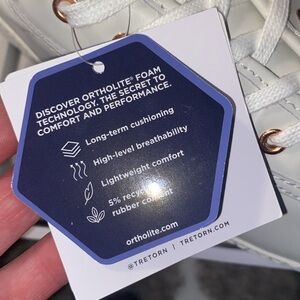 DISCOVER ORTHOLITE® FOAM
TECHNOLOGY. THE SECRET TO
COMFORT AND PERFORMANCE.
Long-term cushioning
High-level breathability
Lightweight comfort
5% recycled
rubber content
ortholite.com
@TRETORN | TRETORN.COM